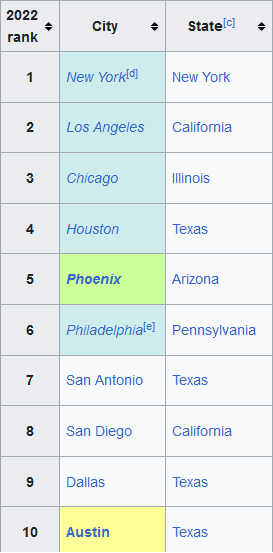 2022 rank City State[c]
1 New York[d] New York
2 Los Angeles California
3 Chicago Illinois
4 Houston Texas
5 Phoenix Arizona
6 Philadelphia[e] Pennsylvania
7 San Antonio Texas
8 San Diego California
9 Dallas Texas
10 Austin Texas